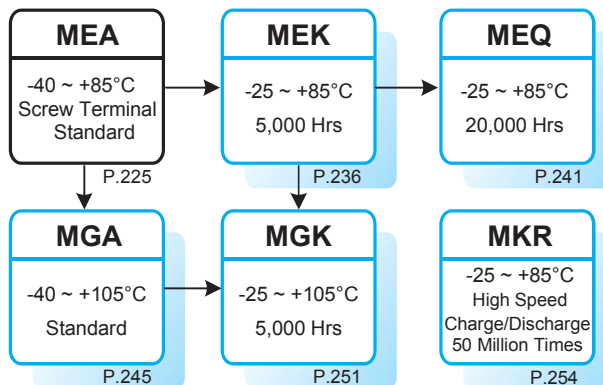 MEA
-40 ~ +85°C
Screw Terminal
Standard
P.225
MEK
-25 ~ +85°C
5,000 Hrs
P.236
MEQ
-25 ~ +85°C
20,000 Hrs
P.241
MGA
-40 ~ +105°C
Standard
P.245
MGK
-25 ~ +105°C
5,000 Hrs
P.251
MKR
-25 ~ +85°C
High Speed
Charge/Discharge
50 Million Times
P.254